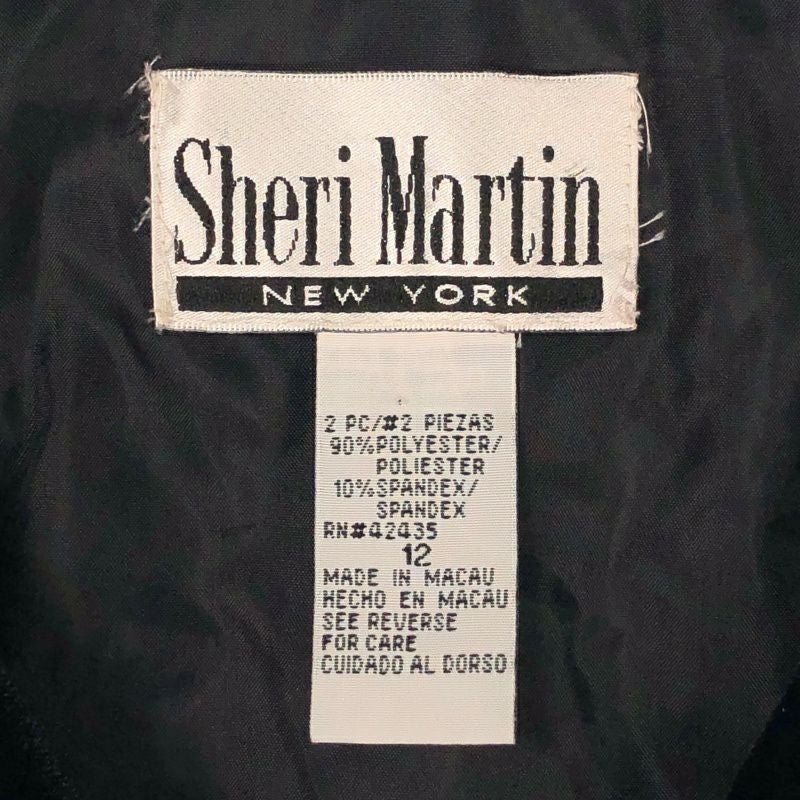 Sheri Martin
NEW YORK
2 PC/#2 PIEZAS
90%POLYESTER/
POLIESTER
10%SPANDEX/
SPANDEX
RN#42435
12
MADE IN MACAU
HECHO EN MACAU
SEE REVERSE
FOR CARE
CUIDADO AL DORSO